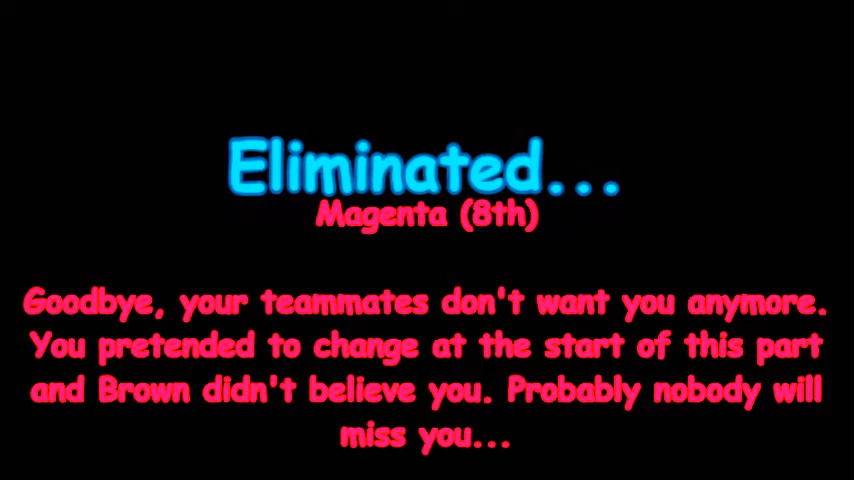 Eliminated...
Magenta (8th)
Goodbye, your teammates don't want you anymore.
You pretended to change at the start of this part
and Brown didn't believe you. Probably nobody will
miss you...